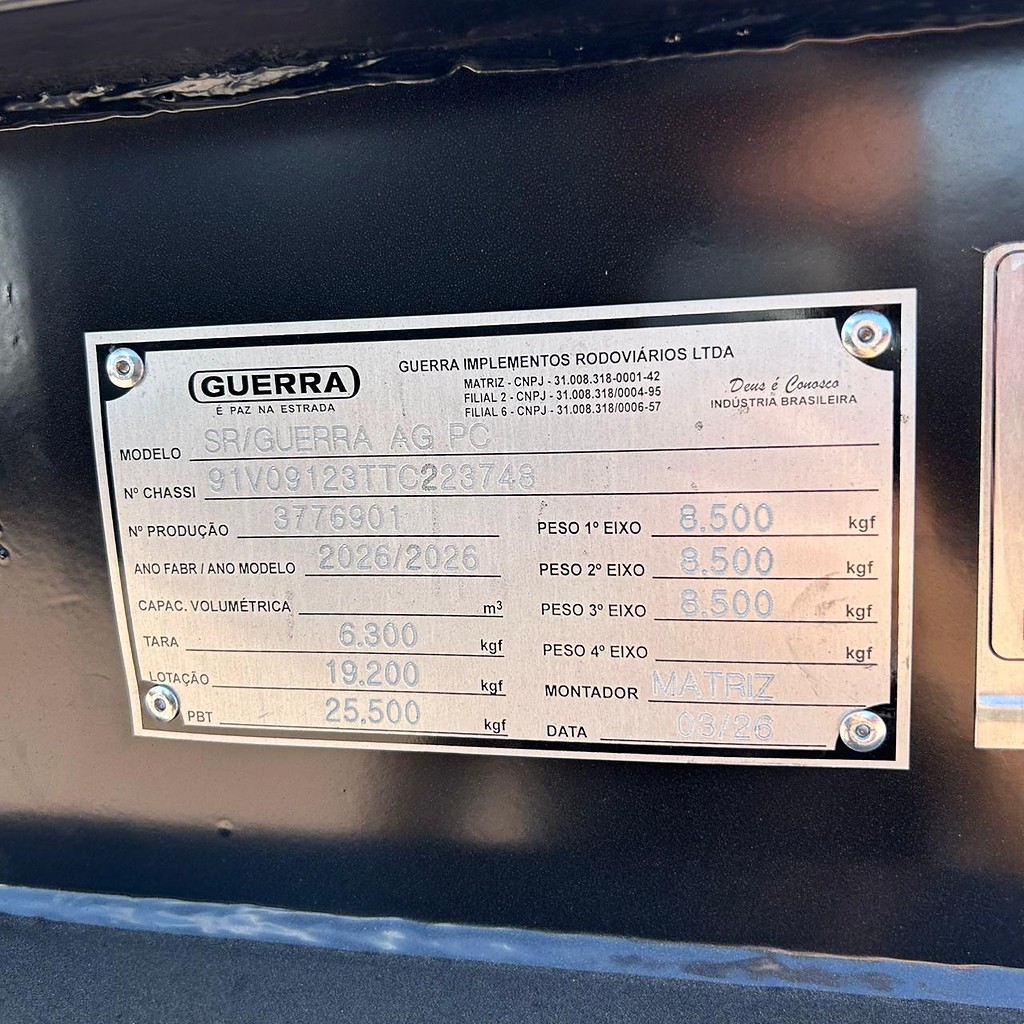 GUERRA
É PAZ NA ESTRADA
GUERRA IMPLEMENTOS RODOVIÁRIOS LTDA
MATRIZ - CNPJ - 31.008.318-0001-42
FILIAL 2 - CNPJ - 31.008.318/0004-95
FILIAL 6 - CNPJ - 31.008.318/0006-57
Deus é Conosco
INDÚSTRIA BRASILEIRA
MODELO SR/GUERRA AG PC
Nº CHASSI 91V09123TTC223748
Nº PRODUÇÃO 3776901
ANO FABR / ANO MODELO 2026/2026
CAPAC. VOLUMÉTRICA m³
TARA 6.300 kgf
LOTAÇÃO 19.200 kgf
PBT 25.500 kgf
PESO 1º EIXO 8.500 kgf
PESO 2º EIXO 8.500 kgf
PESO 3º EIXO 8.500 kgf
PESO 4º EIXO kgf
MONTADOR MATRIZ
DATA 03/26